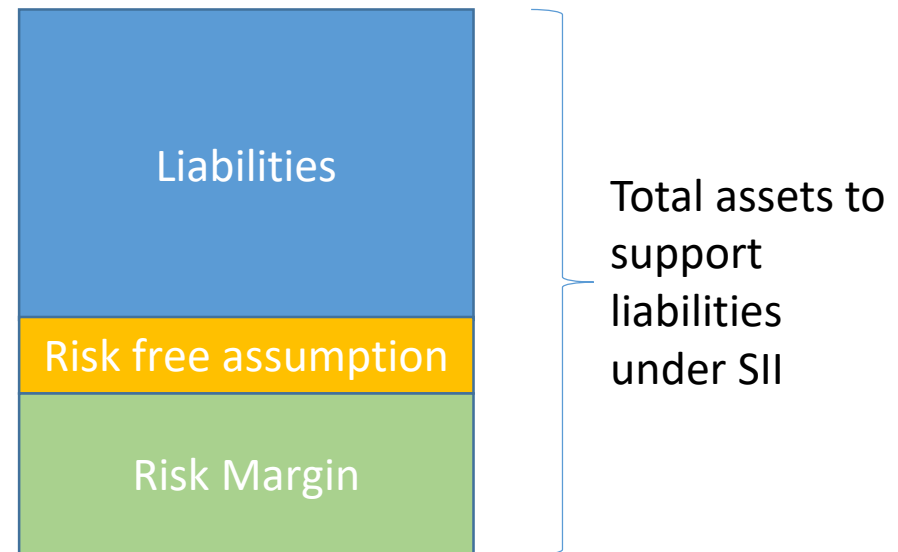 Liabilities
Risk free assumption
Risk Margin
Total assets to
support
liabilities
under SII